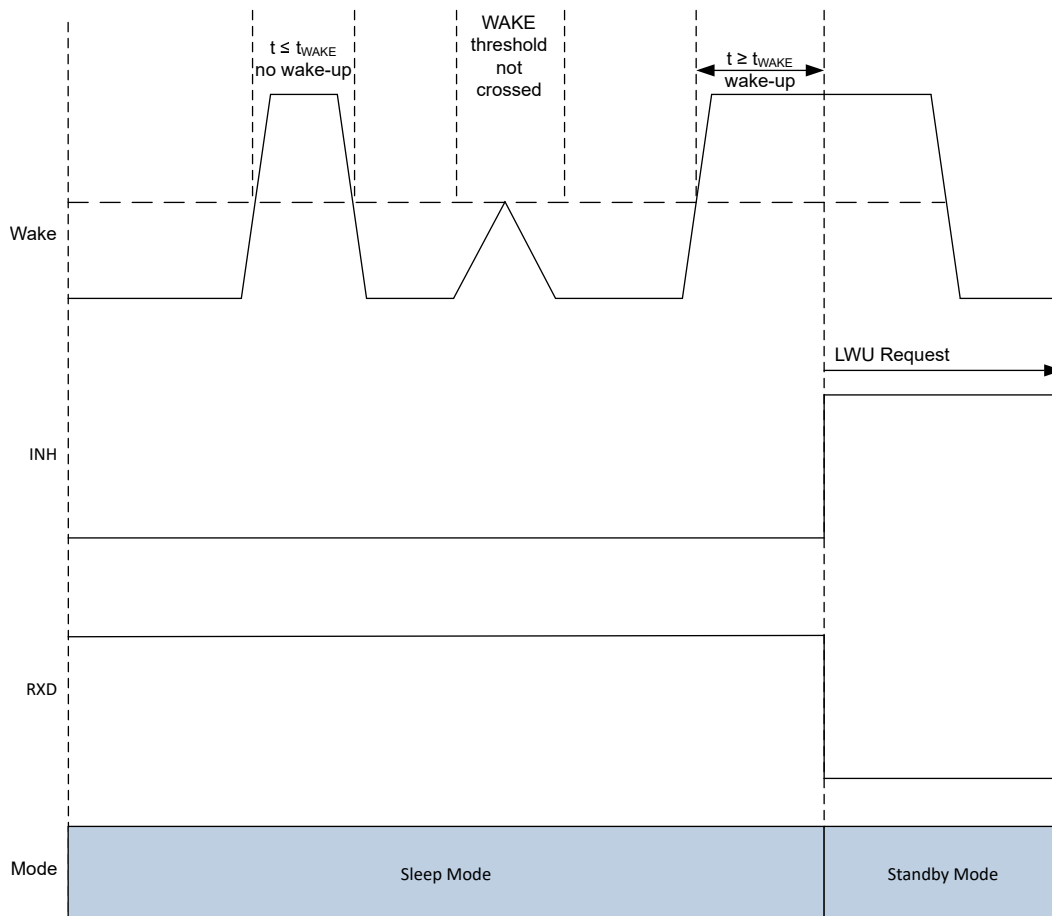 t ≤ tWAKE
no wake-up
WAKE
threshold
not
crossed
t ≥ tWAKE
wake-up
Wake
LWU Request
INH
RXD
Mode
Sleep Mode
Standby Mode